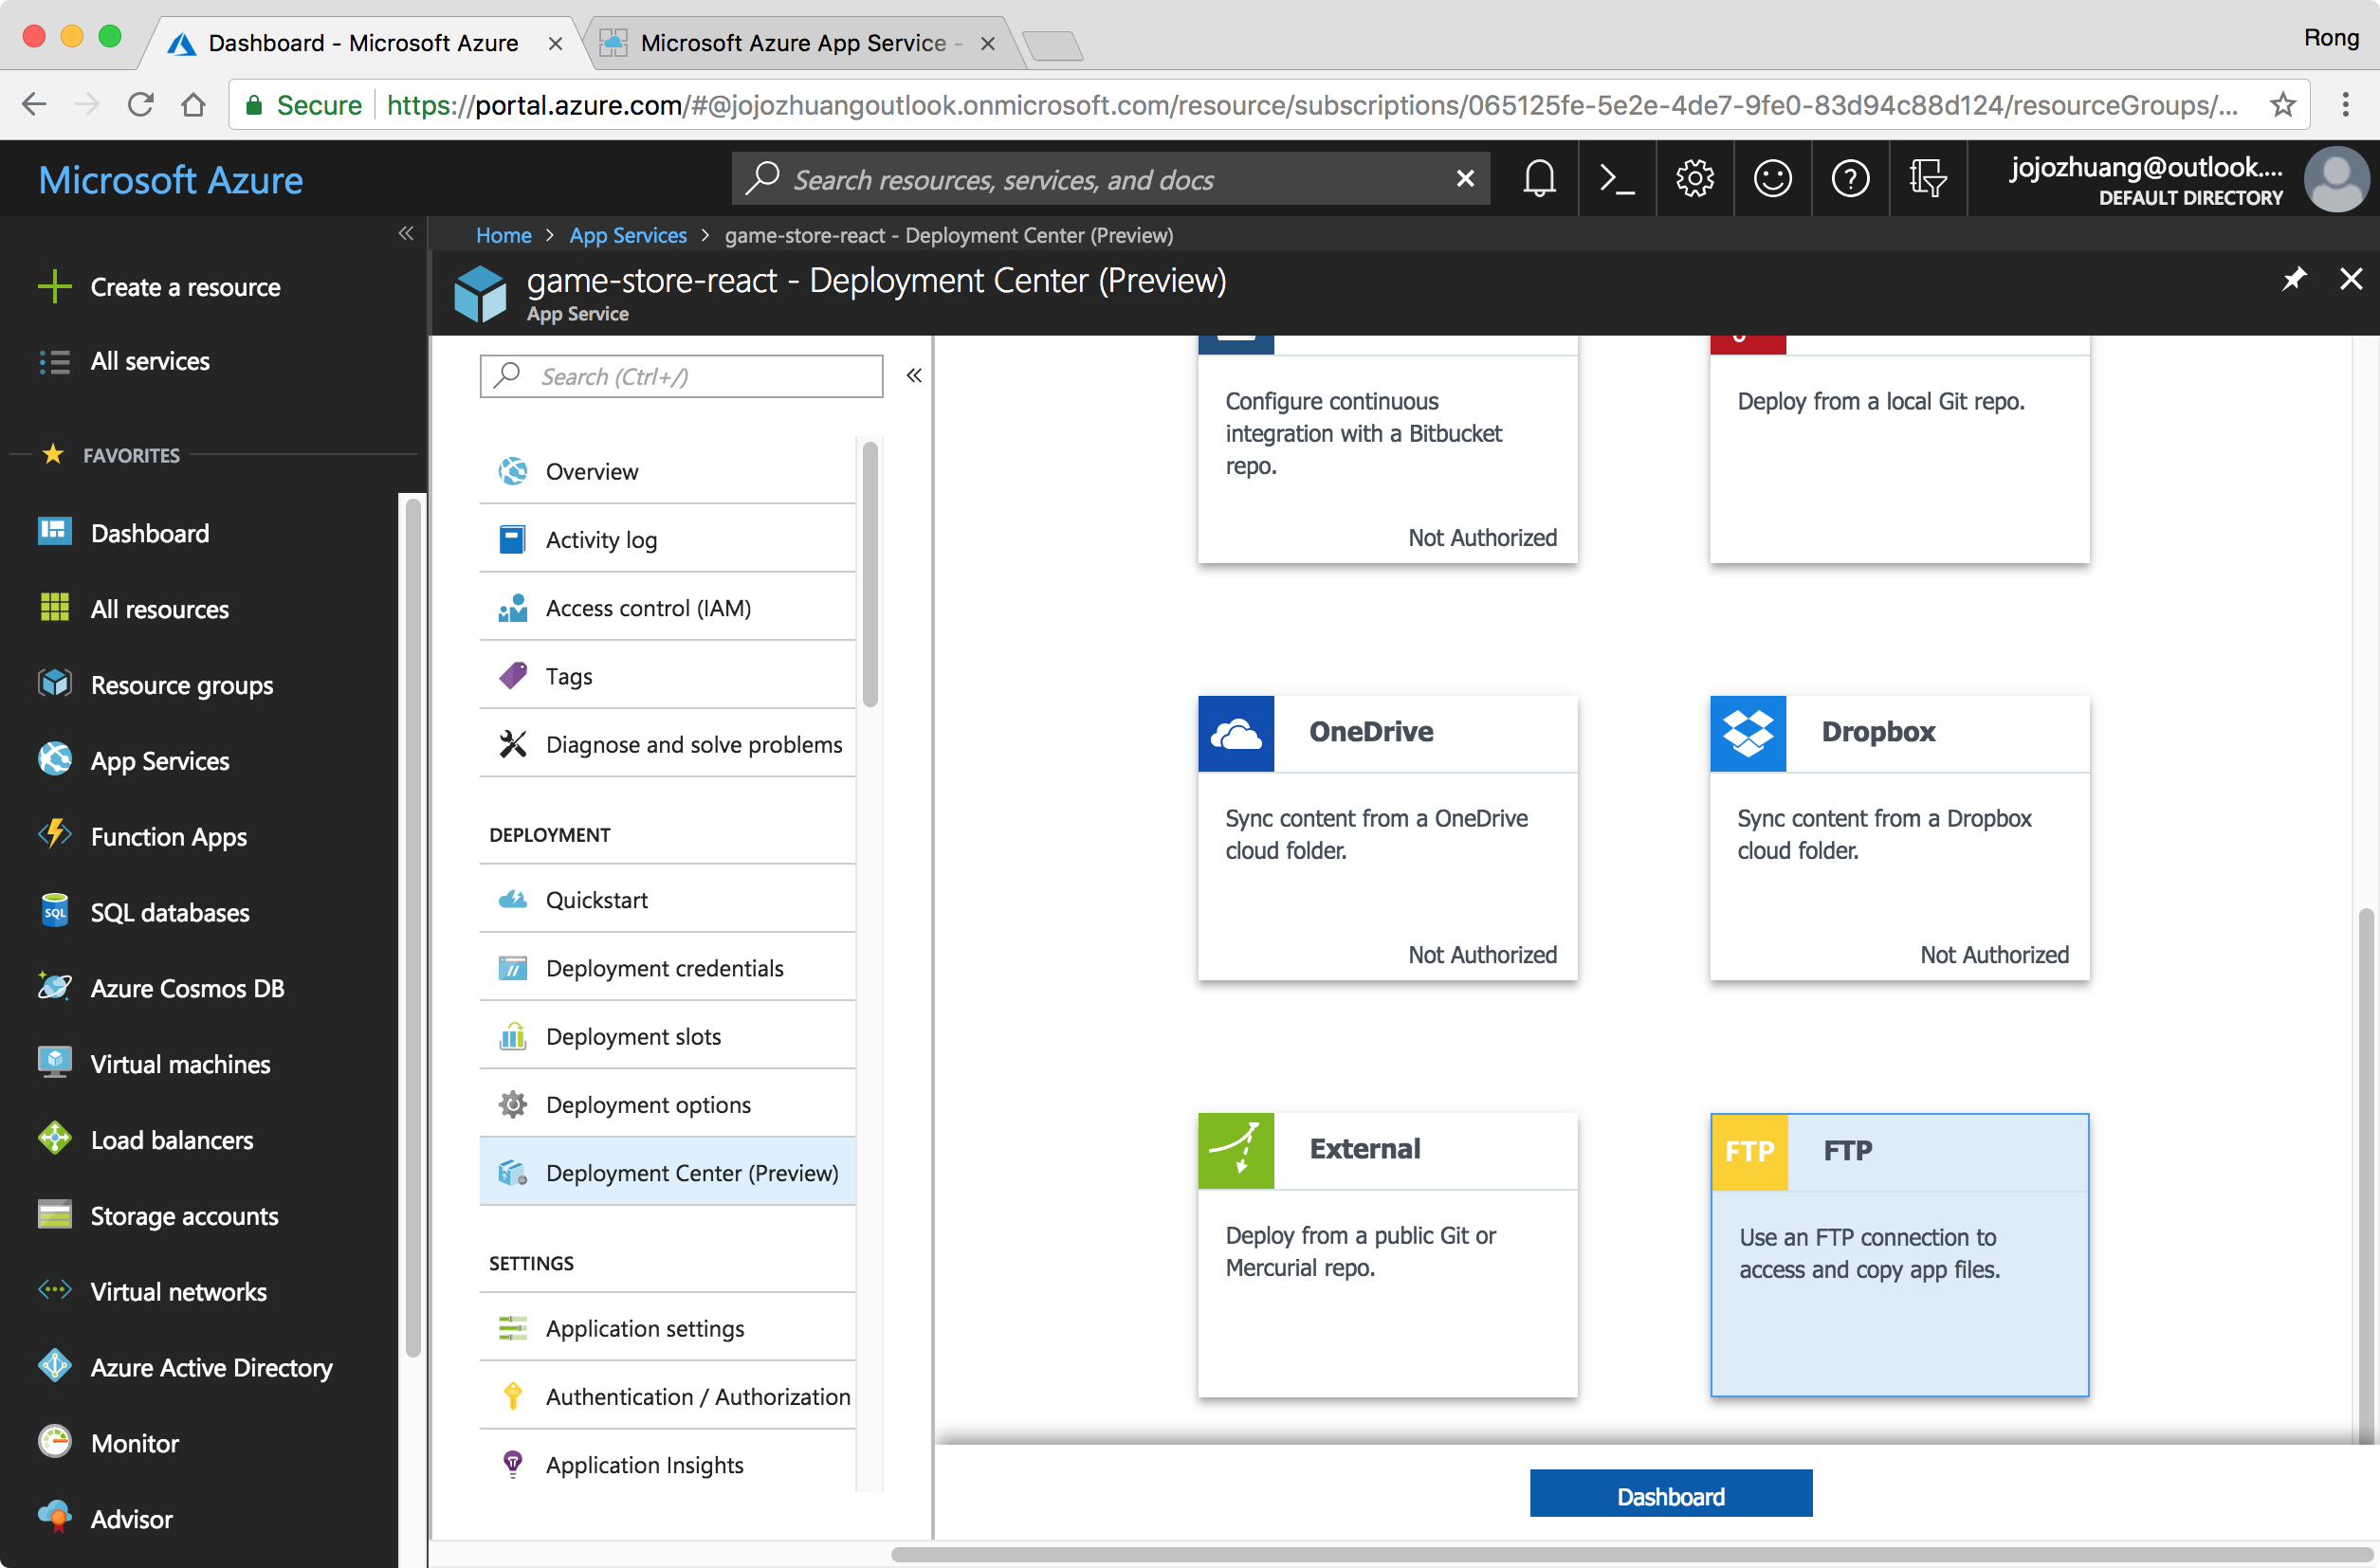 Dashboard - Microsoft Azure
Microsoft Azure App Service -
Rong
Secure
https://portal.azure.com/#@jojozhuangoutlook.onmicrosoft.com/resource/subscriptions/065125fe-5e2e-4de7-9fe0-83d94c88d124/resourceGroups/...
Microsoft Azure
Search resources, services, and docs
jojozhuang@outlook....
DEFAULT DIRECTORY
Home > App Services > game-store-react - Deployment Center (Preview)
game-store-react - Deployment Center (Preview)
App Service
Create a resource
All services
FAVORITES
Dashboard
All resources
Resource groups
App Services
Function Apps
SQL
SQL databases
Azure Cosmos DB
Virtual machines
Load balancers
Storage accounts
Virtual networks
Azure Active Directory
Monitor
Advisor
Search (Ctrl+/)
Overview
Activity log
Access control (IAM)
Tags
Diagnose and solve problems
DEPLOYMENT
Quickstart
Deployment credentials
Deployment slots
Deployment options
Deployment Center (Preview)
SETTINGS
Application settings
Authentication / Authorization
Application Insights
Configure continuous
integration with a Bitbucket
repo.
Not Authorized
Deploy from a local Git repo.
OneDrive
Sync content from a OneDrive
cloud folder.
Not Authorized
Dropbox
Sync content from a Dropbox
cloud folder.
Not Authorized
External
Deploy from a public Git or
Mercurial repo.
FTP
FTP
Use an FTP connection to
access and copy app files.
Dashboard